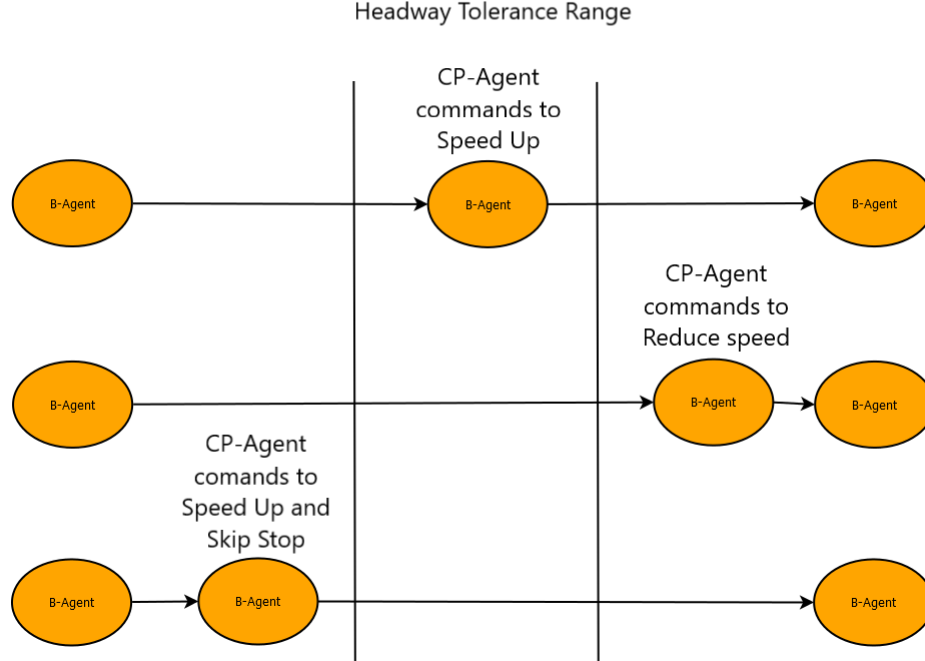 Headway Tolerance Range
CP-Agent
commands to
Speed Up
B-Agent
B-Agent
B-Agent
CP-Agent
commands to
Reduce speed
B-Agent
B-Agent
B-Agent
CP-Agent
comands to
Speed Up and
Skip Stop
B-Agent
B-Agent
B-Agent